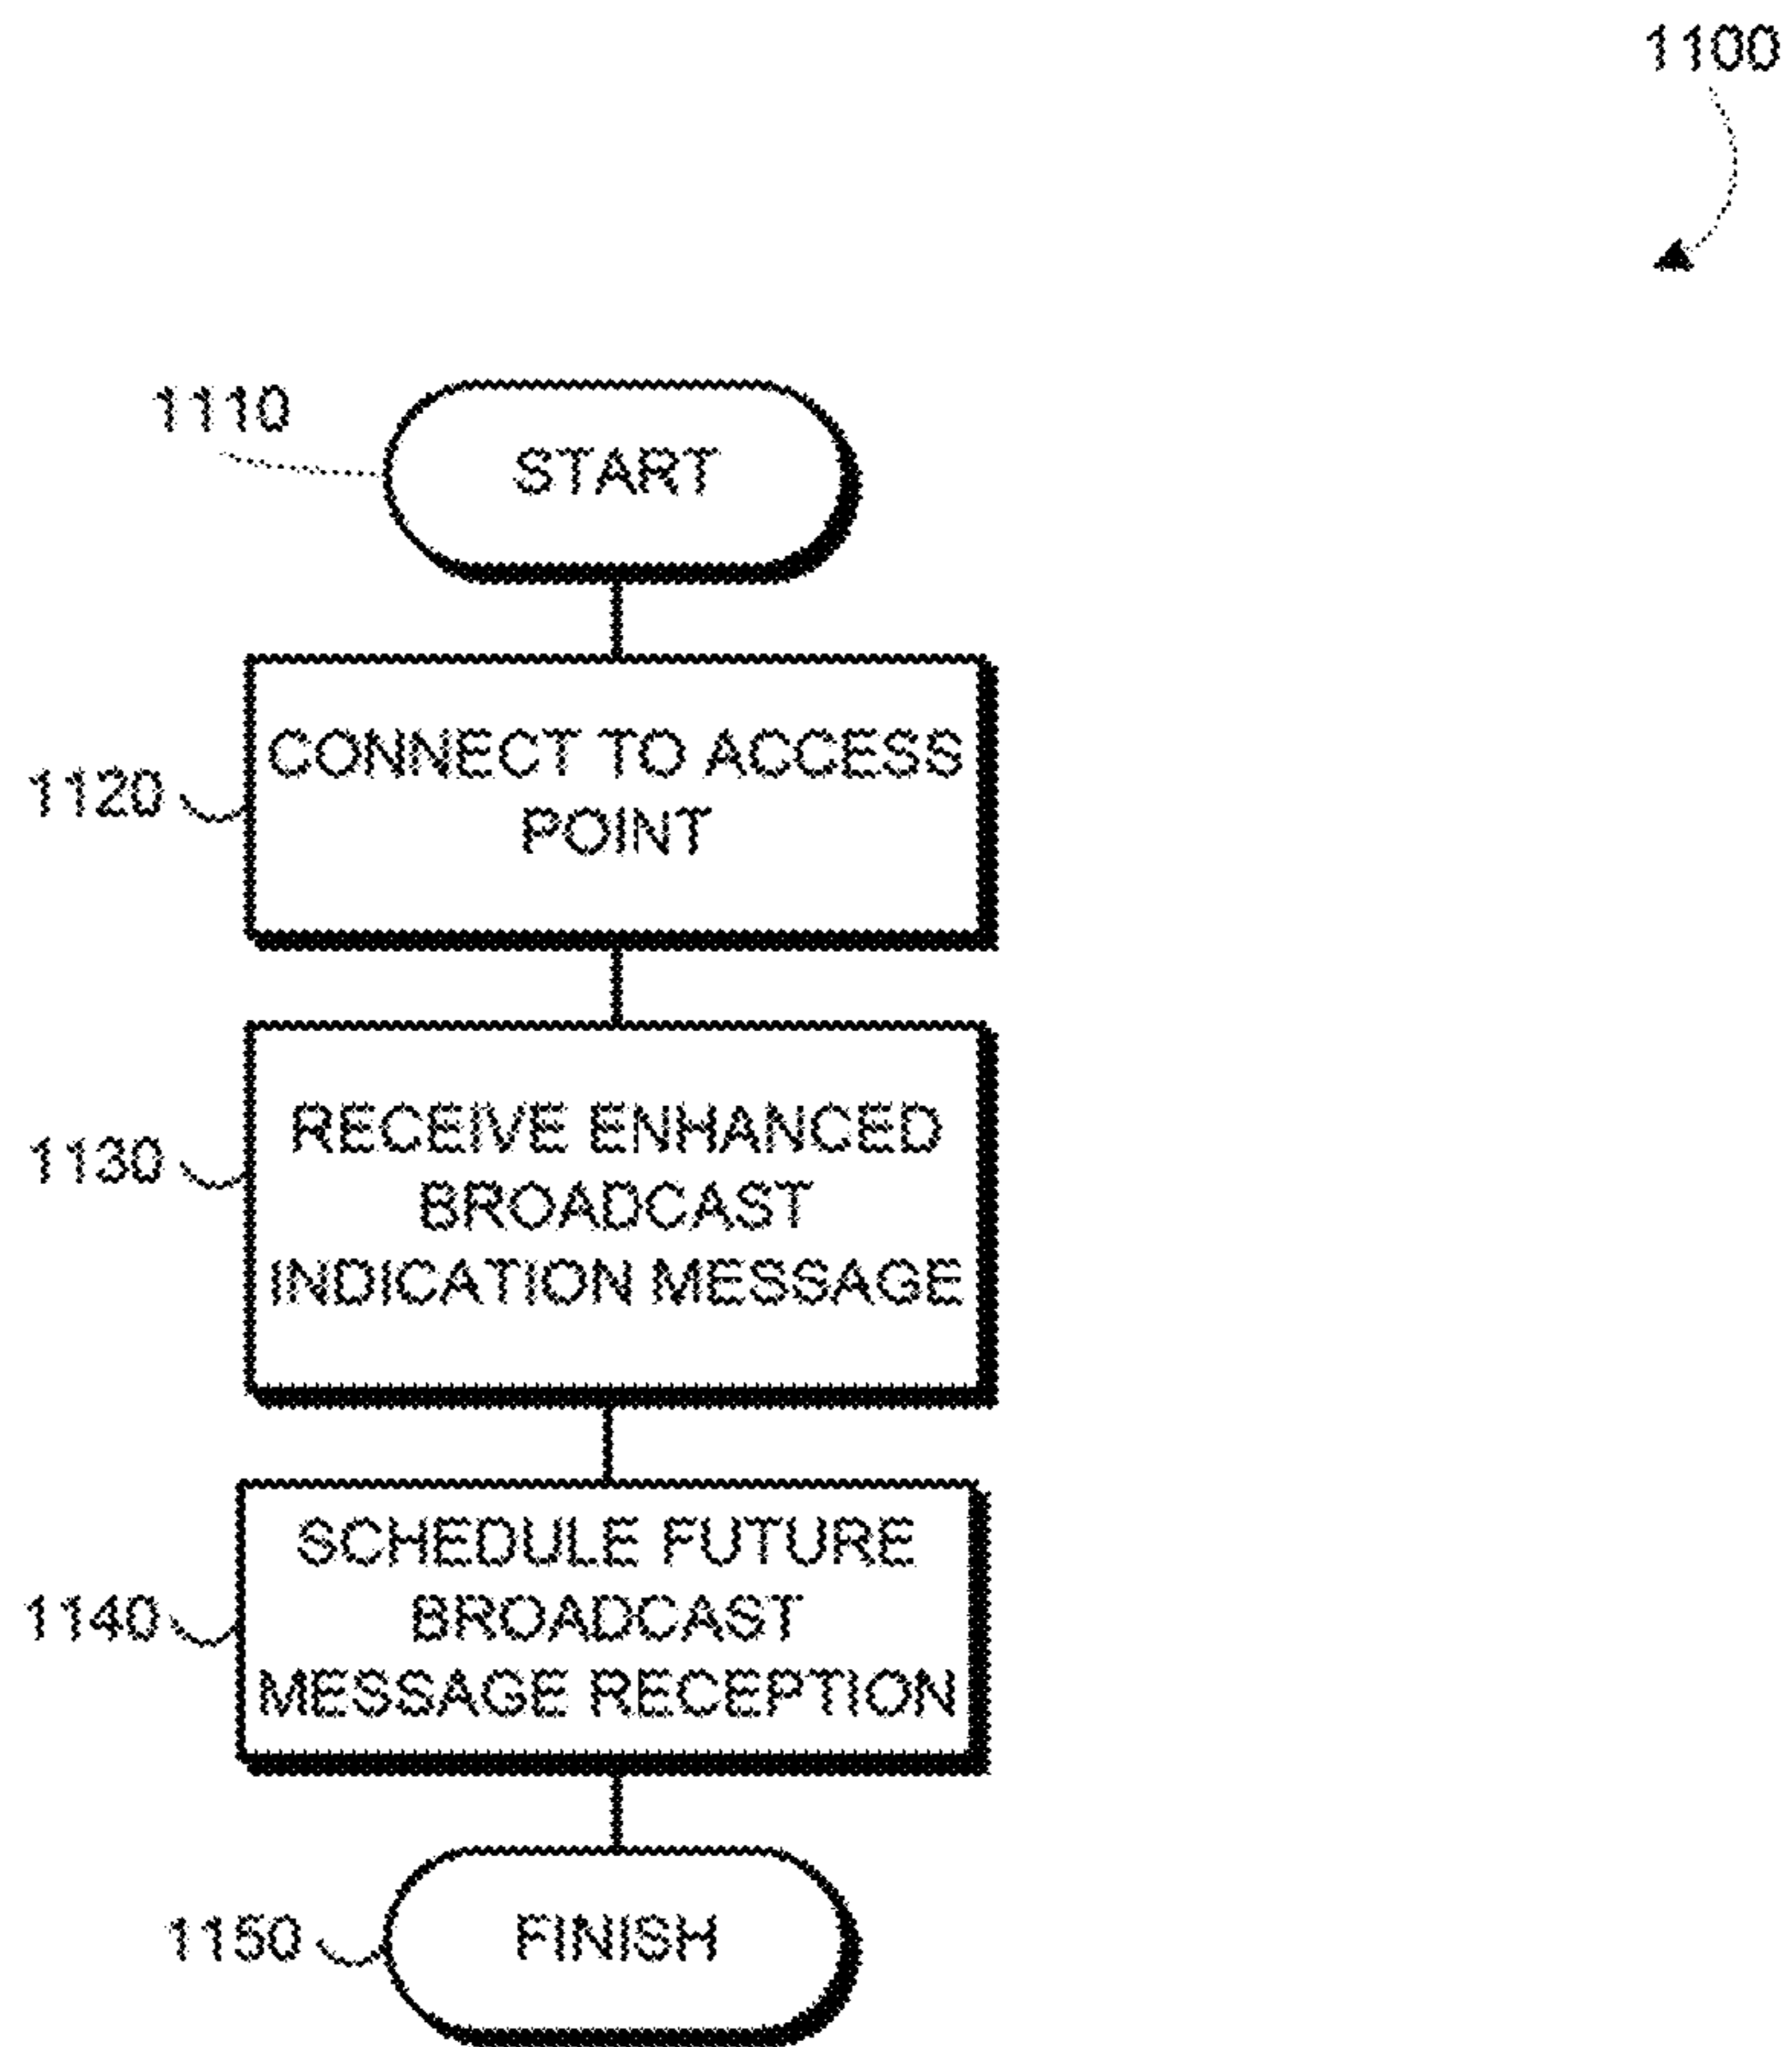 1100
1110
START
1120
CONNECT TO ACCESS
POINT
1130
RECEIVE ENHANCED
BROADCAST
INDICATION MESSAGE
1140
SCHEDULE FUTURE
BROADCAST
MESSAGE RECEPTION
1150
FINISH